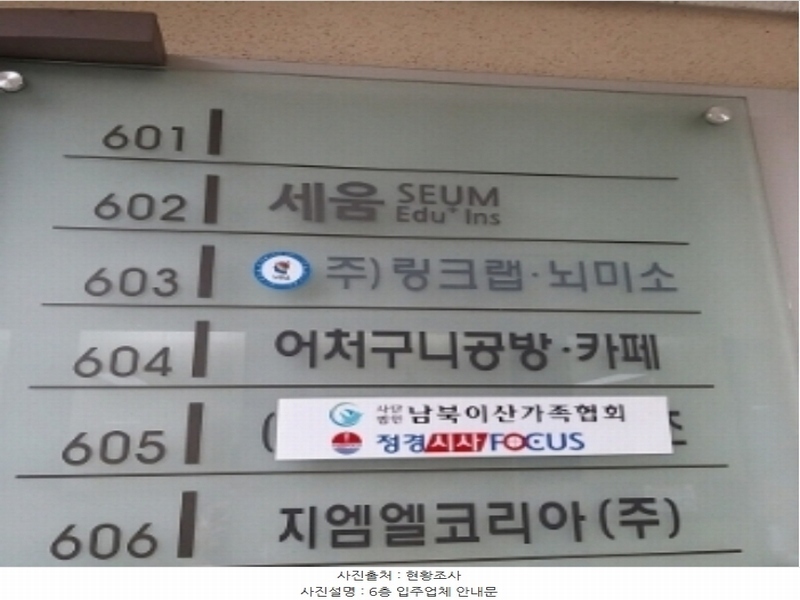 601
602 세움 SEUM
Edu+ Ins
603 주) 링크랩·뇌미소
604 어처구니공방·카페
605 ( 사단법인 남북이산가족협회
정경시사FOCUS
606 지엠엘코리아(주)
사진출처 : 현황조사
사진설명 : 6층 입주업체 안내문